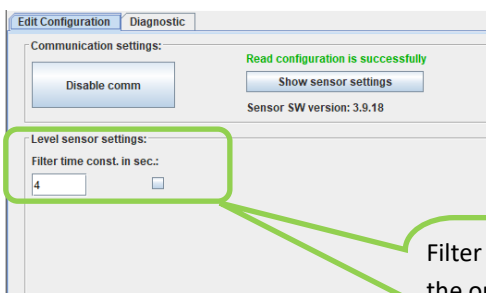 Edit Configuration Diagnostic
Communication settings:
Read configuration is successfully
Disable comm
Show sensor settings
Sensor SW version: 3.9.18
Level sensor settings:
Filter time const. in sec.:
4
Filter
the